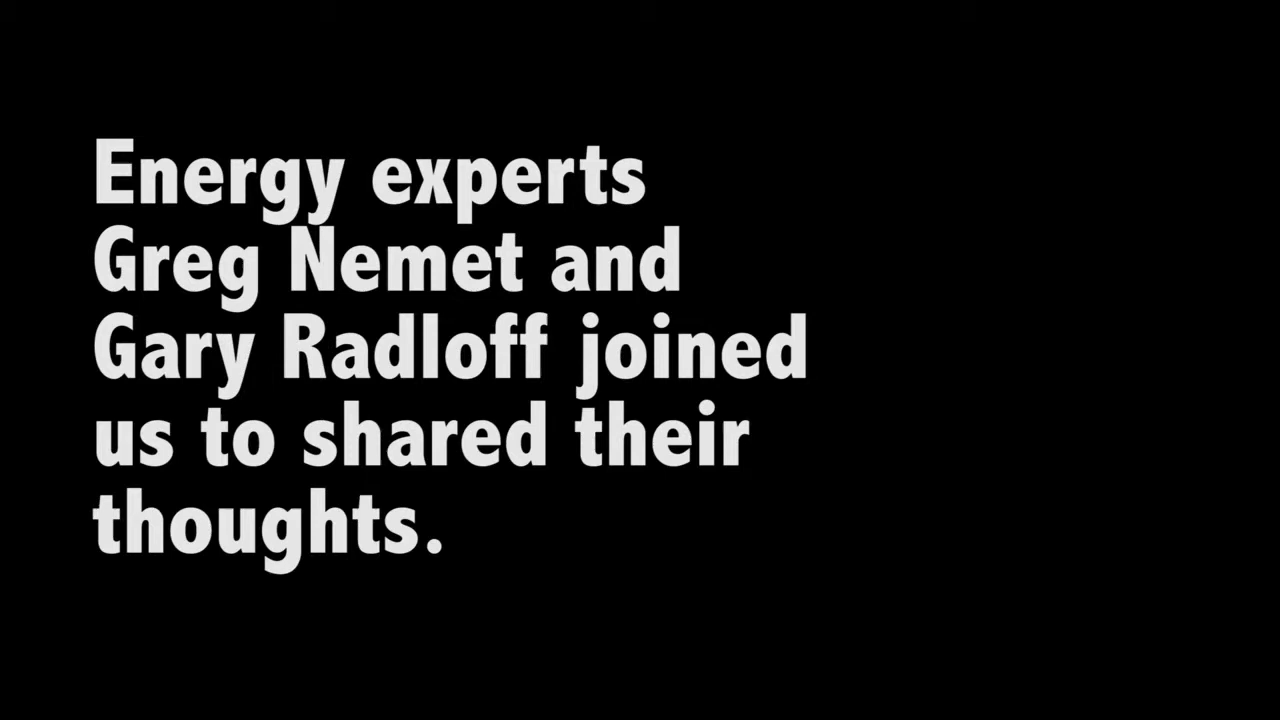 Energy experts
Greg Nemet and
Gary Radloff joined
us to shared their
thoughts.